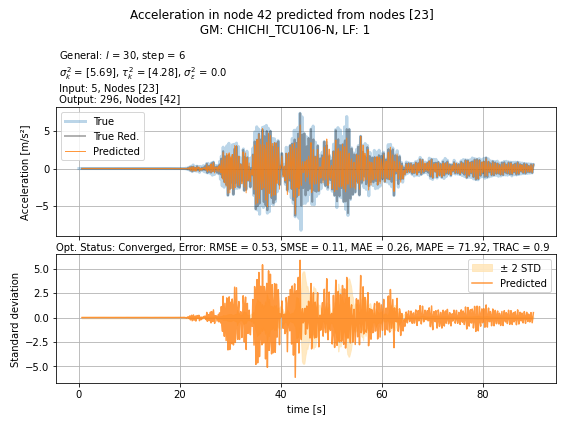 Acceleration in node 42 predicted from nodes [23]
GM: CHICHI_TCU106-N, LF: 1
General: l = 30, step = 6
σ²ₖ = [5.69], τ²ₖ = [4.28], σ²ε = 0.0
Input: 5, Nodes [23]
Output: 296, Nodes [42]
True
True Red.
Predicted
Acceleration [m/s²]
5
0
−5
Opt. Status: Converged, Error: RMSE = 0.53, SMSE = 0.11, MAE = 0.26, MAPE = 71.92, TRAC = 0.9
± 2 STD
Predicted
Standard deviation
5.0
2.5
0.0
−2.5
−5.0
0 20 40 60 80
time [s]